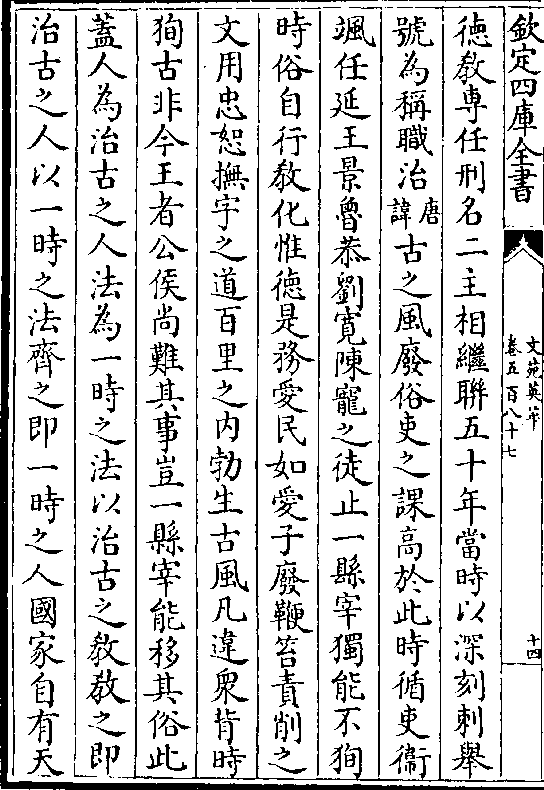 欽定四庫全書
文苑英華
卷五百八十七
十四
德教専任刑名二主相繼聨五十年當時以深刻刺舉
號為稱職治唐諱古之風廢俗吏之課高於此時循吏衞
颯任延王景魯恭劉寛陳寵之徒止一縣宰獨能不狥
時俗自行教化惟德是務愛民如愛子廢鞭笞責削之
文用忠恕撫字之道百里之内勃生古風凡違衆背時
狥古非今王者公侯尚難其事豈一縣宰能移其俗此
葢人為治古之人法為一時之法以治古之教教之即
治古之人以一時之法齊之即一時之人國家自有天